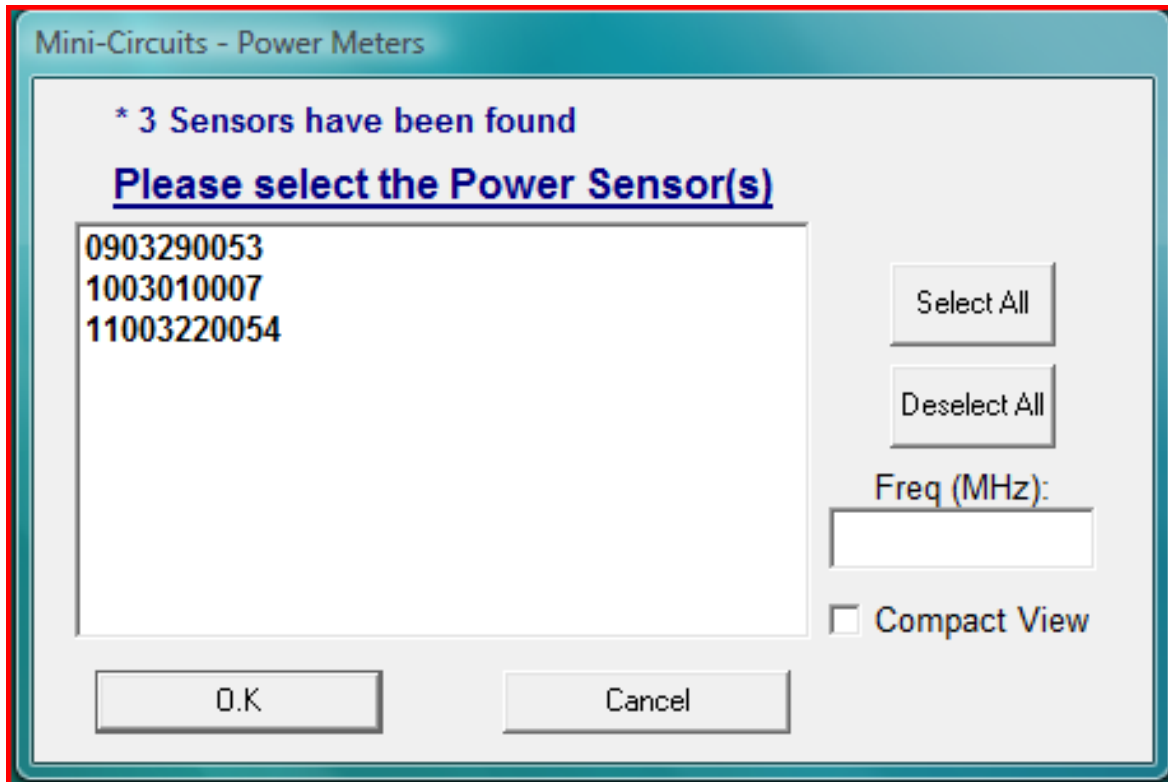 Mini-Circuits - Power Meters
* 3 Sensors have been found
Please select the Power Sensor(s)
0903290053
1003010007
11003220054
Select All
Deselect All
Freq (MHz):
Compact View
O.K
Cancel